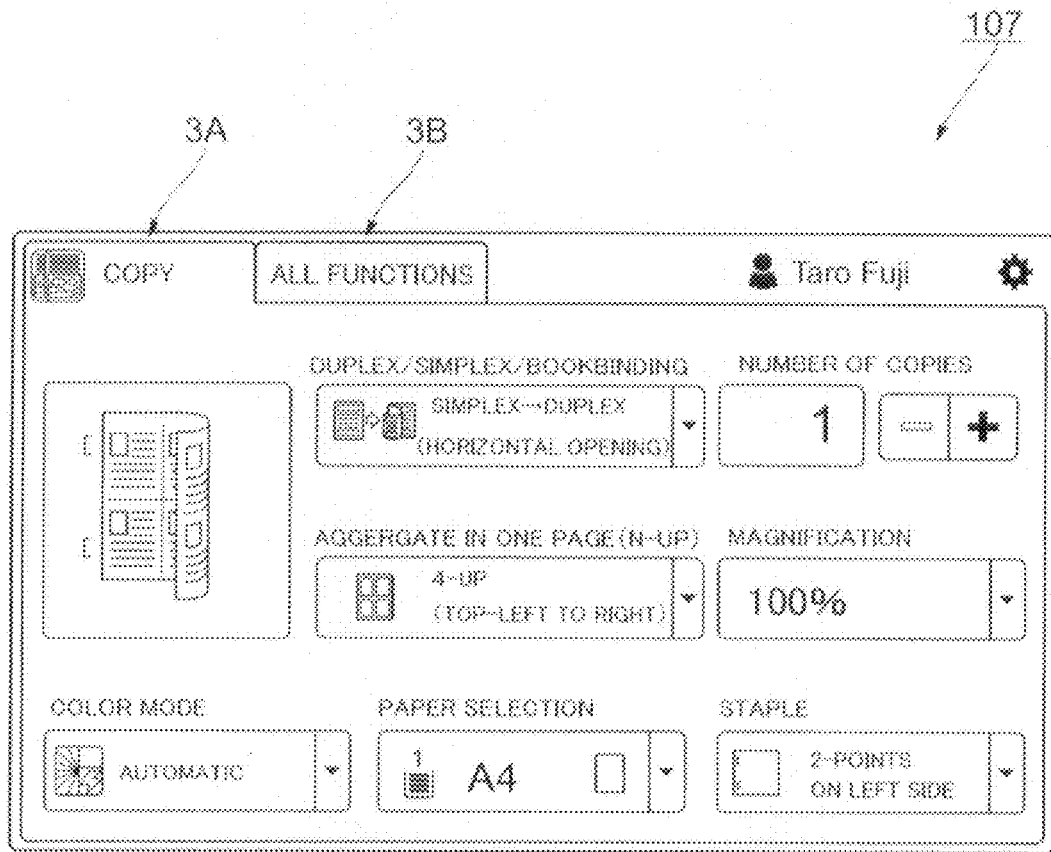 107
3A
3B
COPY
ALL FUNCTIONS
Taro Fuji
DUPLEX/SIMPLEX/BOOKBINDING
NUMBER OF COPIES
SIMPLEX→DUPLEX
(HORIZONTAL OPENING)
1
AGGERGATE IN ONE PAGE(N-UP)
MAGNIFICATION
4-UP
(TOP-LEFT TO RIGHT)
100%
COLOR MODE
PAPER SELECTION
STAPLE
AUTOMATIC
1
A4
2-POINTS
ON LEFT SIDE